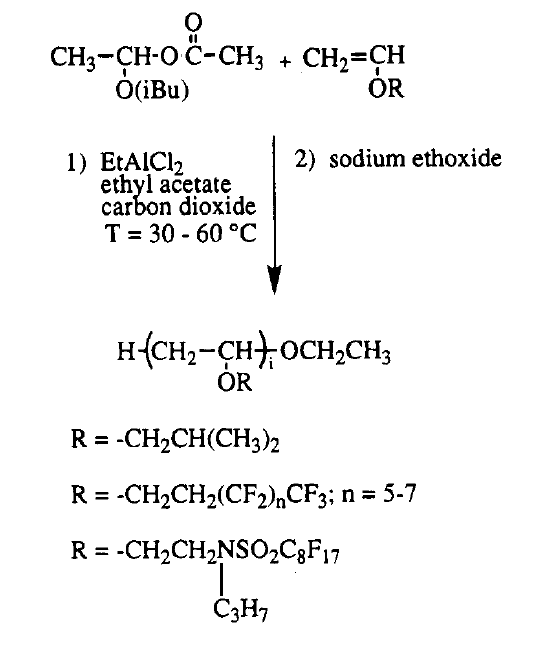 O
CH₃-CH-O C-CH₃ + CH₂=CH
O(iBu) OR
1) EtAlCl₂ 2) sodium ethoxide
ethyl acetate
carbon dioxide
T = 30 - 60 °C
H-(CH₂-CH)ᵢ-OCH₂CH₃
OR
R = -CH₂CH(CH₃)₂
R = -CH₂CH₂(CF₂)ₙCF₃; n = 5-7
R = -CH₂CH₂NSO₂C₈F₁₇
C₃H₇